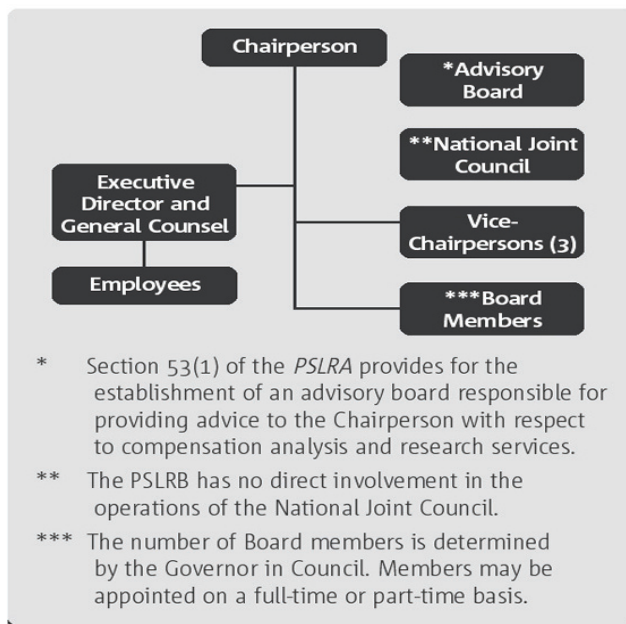 Chairperson
*Advisory
Board
**National Joint
Council
Executive
Director and
General Counsel
Vice-
Chairpersons (3)
Employees
***Board
Members
* Section 53(1) of the PSLRA provides for the
establishment of an advisory board responsible for
providing advice to the Chairperson with respect
to compensation analysis and research services.
** The PSLRB has no direct involvement in the
operations of the National Joint Council.
*** The number of Board members is determined
by the Governor in Council. Members may be
appointed on a full-time or part-time basis.